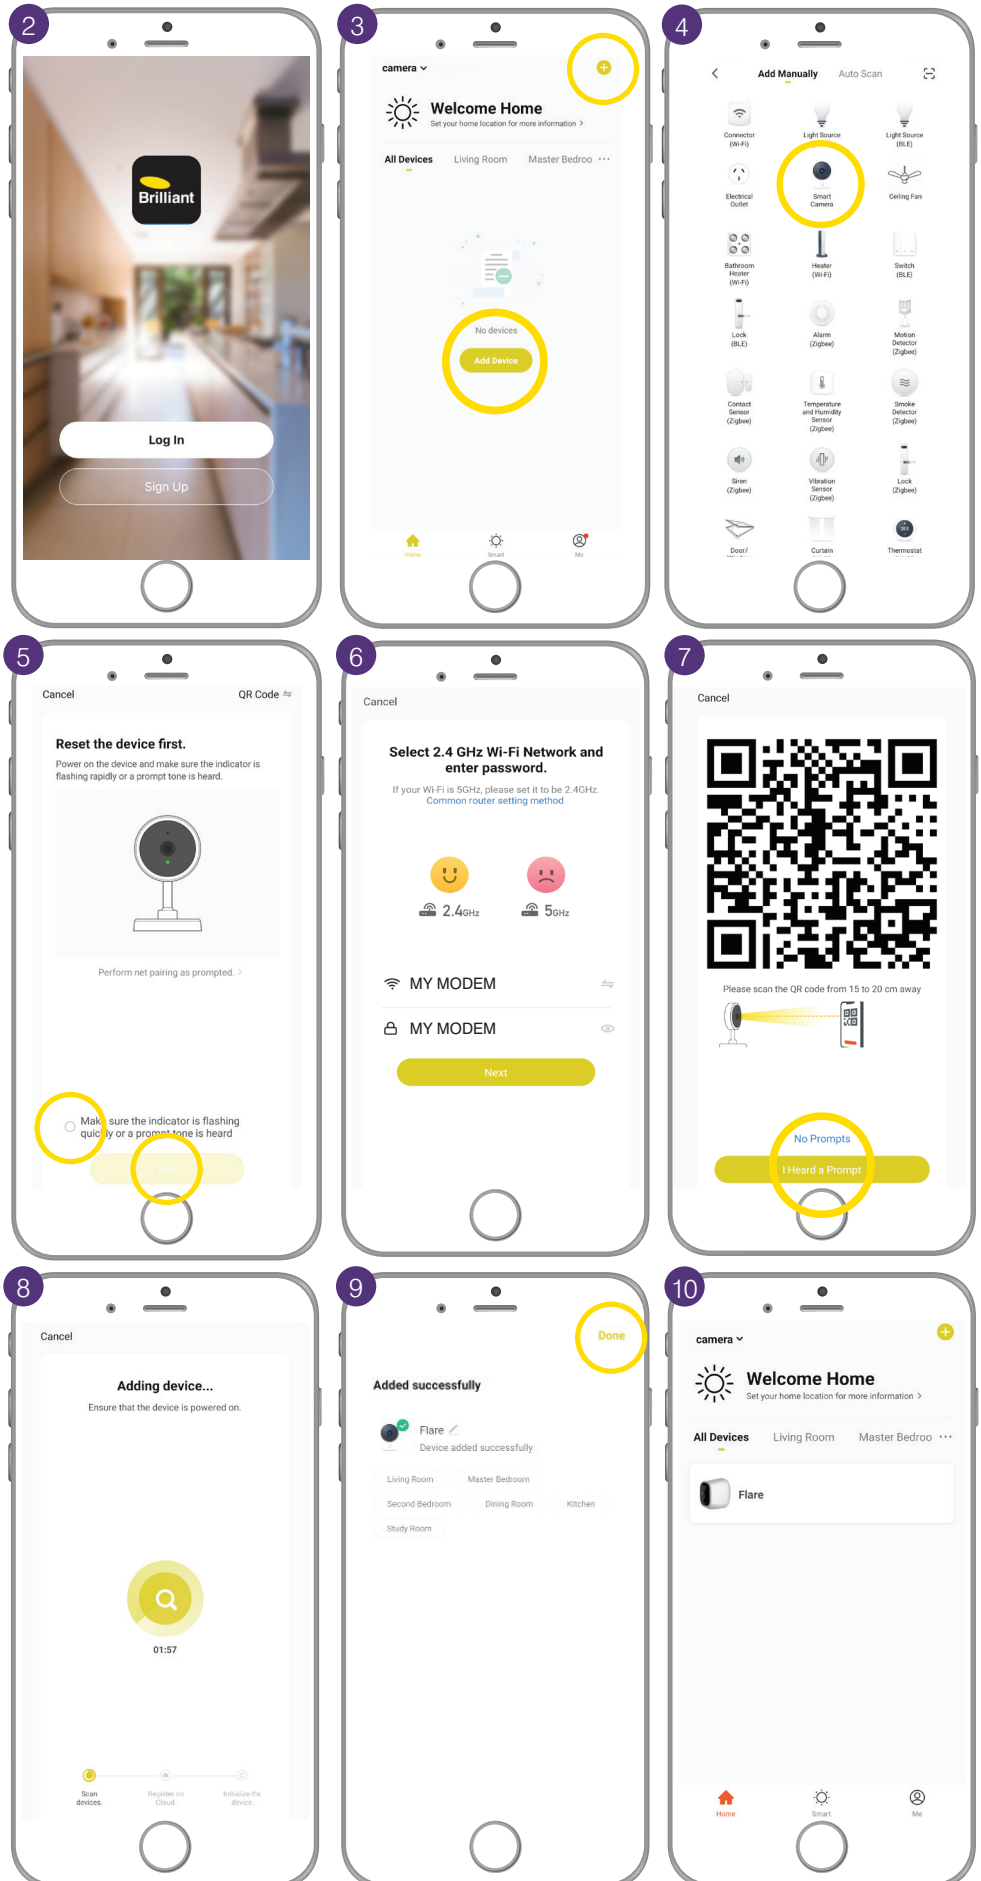 2
Brilliant
Log In
Sign Up
3
camera
Welcome Home
Set your home location for more information >
All Devices Living Room Master Bedroo ...
No devices
Add Device
Home Smart Me
4
Add Manually Auto Scan
Connector
(Wi-Fi)
Light Source
Light Source
(BLE)
Electrical
Outlet
Smart
Camera
Ceiling Fan
Bathroom
Heater
(Wi-Fi)
Heater
(Wi-Fi)
Switch
(BLE)
Lock
(BLE)
Alarm
(Zigbee)
Motion
Detector
(Zigbee)
Contact
Sensor
(Zigbee)
Temperature
and Humidity
Sensor
(Zigbee)
Smoke
Detector
(Zigbee)
Siren
(Zigbee)
Vibration
Sensor
(Zigbee)
Lock
(Zigbee)
Door/
Curtain
Thermostat
5
Cancel QR Code
Reset the device first.
Power on the device and make sure the indicator is
flashing rapidly or a prompt tone is heard.
Perform net pairing as prompted. >
Make sure the indicator is flashing
quickly or a prompt tone is heard
Next
6
Cancel
Select 2.4 GHz Wi-Fi Network and
enter password.
If your Wi-Fi is 5GHz, please set it to be 2.4GHz.
Common router setting method
2.4GHz 5GHz
MY MODEM
MY MODEM
Next
7
Cancel
Please scan the QR code from 15 to 20 cm away
No Prompts
I Heard a Prompt
8
Cancel
Adding device...
Ensure that the device is powered on.
01:57
Scan
devices.
Register on
Cloud.
Initialize the
device.
9
Done
Added successfully
Flare
Device added successfully
Living Room Master Bedroom
Second Bedroom Dining Room Kitchen
Study Room
10
camera
Welcome Home
Set your home location for more information >
All Devices Living Room Master Bedroo ...
Flare
Home Smart Me